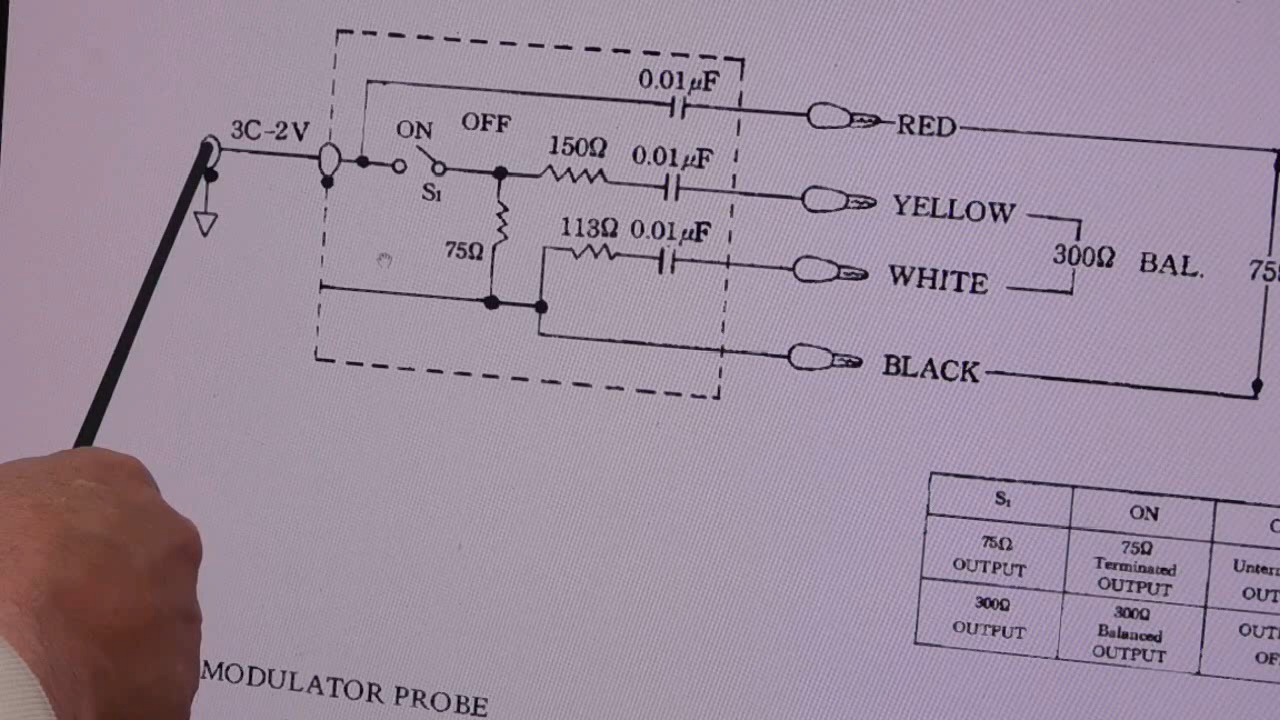 0.01µF
3C-2V
ON
OFF
RED
150Ω
0.01µF
S₁
YELLOW
113Ω
0.01µF
75Ω
300Ω
BAL.
WHITE
BLACK
S₁
ON
75Ω
OUTPUT
75Ω
Terminated
OUTPUT
300Ω
OUTPUT
300Ω
Balanced
OUTPUT
MODULATOR PROBE